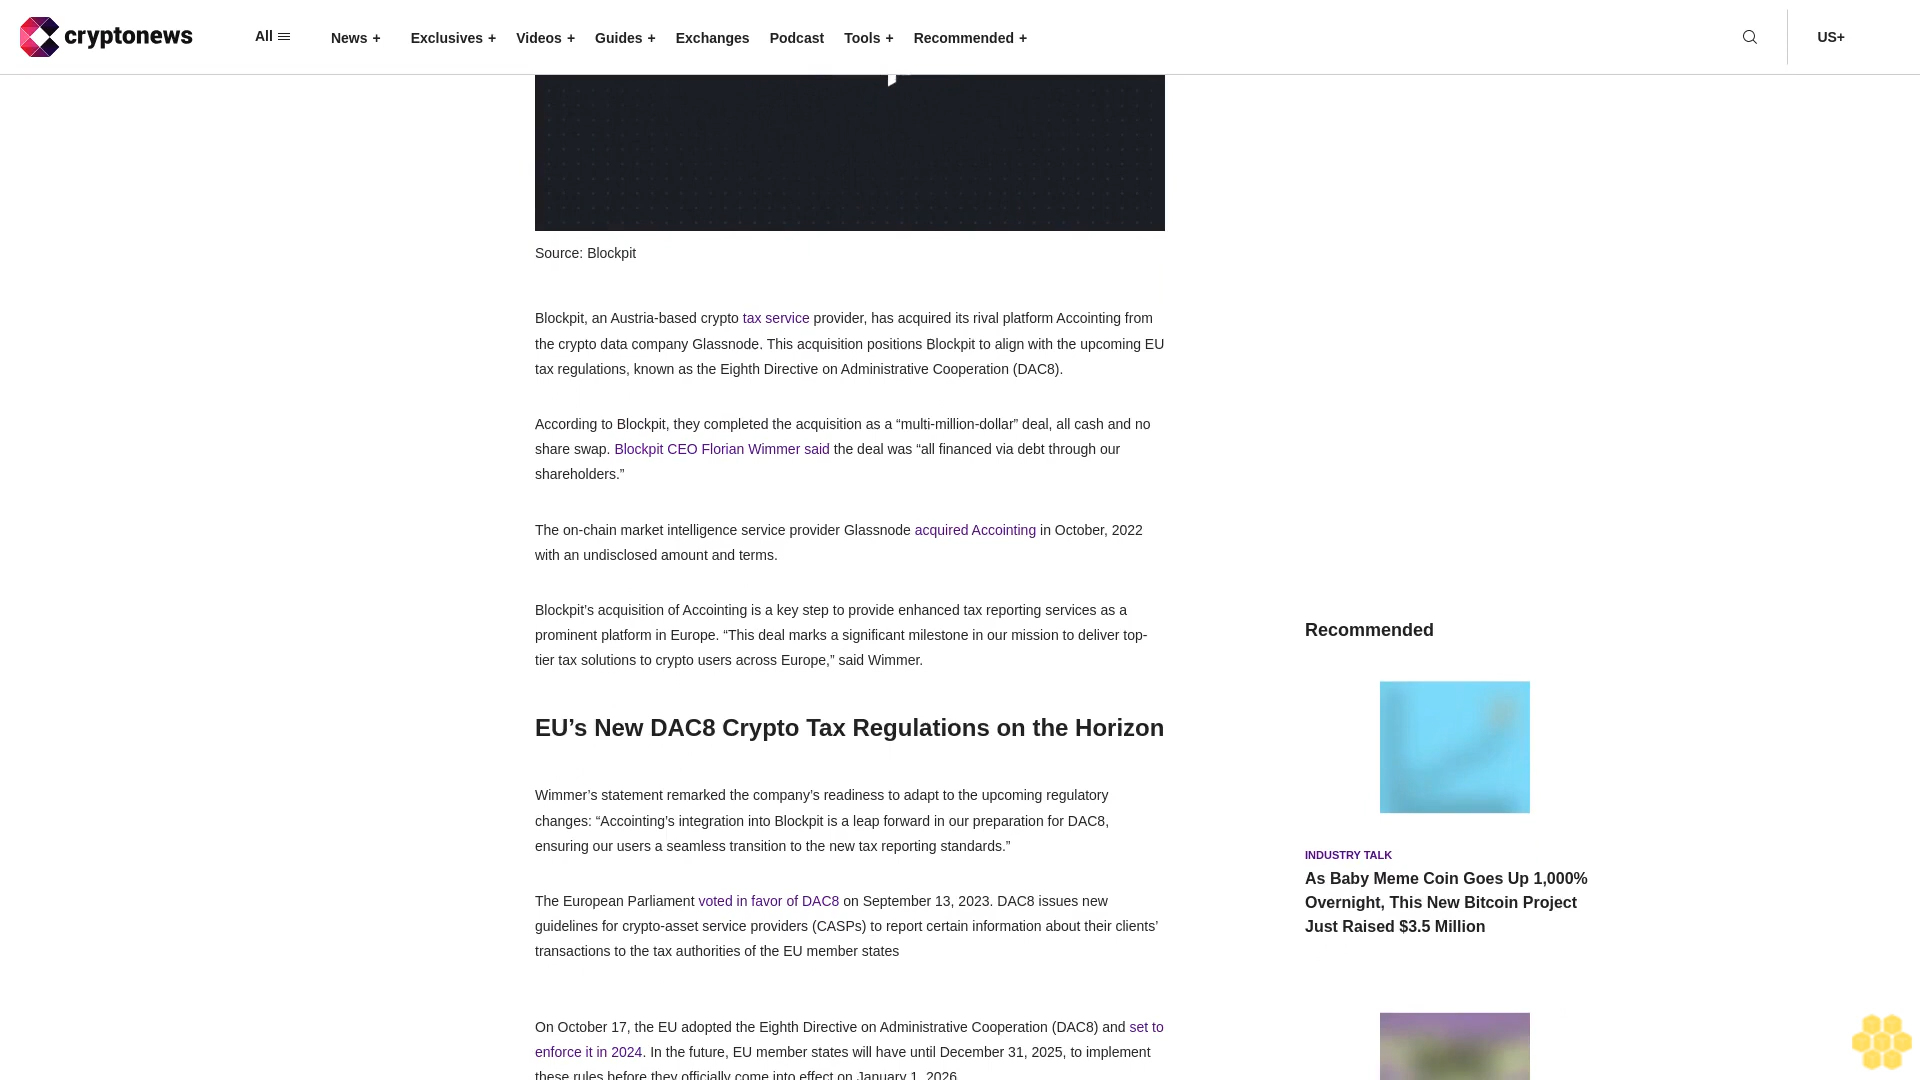 cryptonews
All
News +
Exclusives +
Videos +
Guides +
Exchanges
Podcast
Tools +
Recommended +
US+
Source: Blockpit
Blockpit, an Austria-based crypto tax service provider, has acquired its rival platform Accointing from
the crypto data company Glassnode. This acquisition positions Blockpit to align with the upcoming EU
tax regulations, known as the Eighth Directive on Administrative Cooperation (DAC8).
According to Blockpit, they completed the acquisition as a “multi-million-dollar” deal, all cash and no
share swap. Blockpit CEO Florian Wimmer said the deal was “all financed via debt through our
shareholders.”
The on-chain market intelligence service provider Glassnode acquired Accointing in October, 2022
with an undisclosed amount and terms.
Blockpit’s acquisition of Accointing is a key step to provide enhanced tax reporting services as a
prominent platform in Europe. “This deal marks a significant milestone in our mission to deliver top-
tier tax solutions to crypto users across Europe,” said Wimmer.
EU’s New DAC8 Crypto Tax Regulations on the Horizon
Wimmer’s statement remarked the company’s readiness to adapt to the upcoming regulatory
changes: “Accointing’s integration into Blockpit is a leap forward in our preparation for DAC8,
ensuring our users a seamless transition to the new tax reporting standards.”
The European Parliament voted in favor of DAC8 on September 13, 2023. DAC8 issues new
guidelines for crypto-asset service providers (CASPs) to report certain information about their clients’
transactions to the tax authorities of the EU member states
On October 17, the EU adopted the Eighth Directive on Administrative Cooperation (DAC8) and set to
enforce it in 2024. In the future, EU member states will have until December 31, 2025, to implement
these rules before they officially come into effect on January 1, 2026.
Recommended
INDUSTRY TALK
As Baby Meme Coin Goes Up 1,000%
Overnight, This New Bitcoin Project
Just Raised $3.5 Million